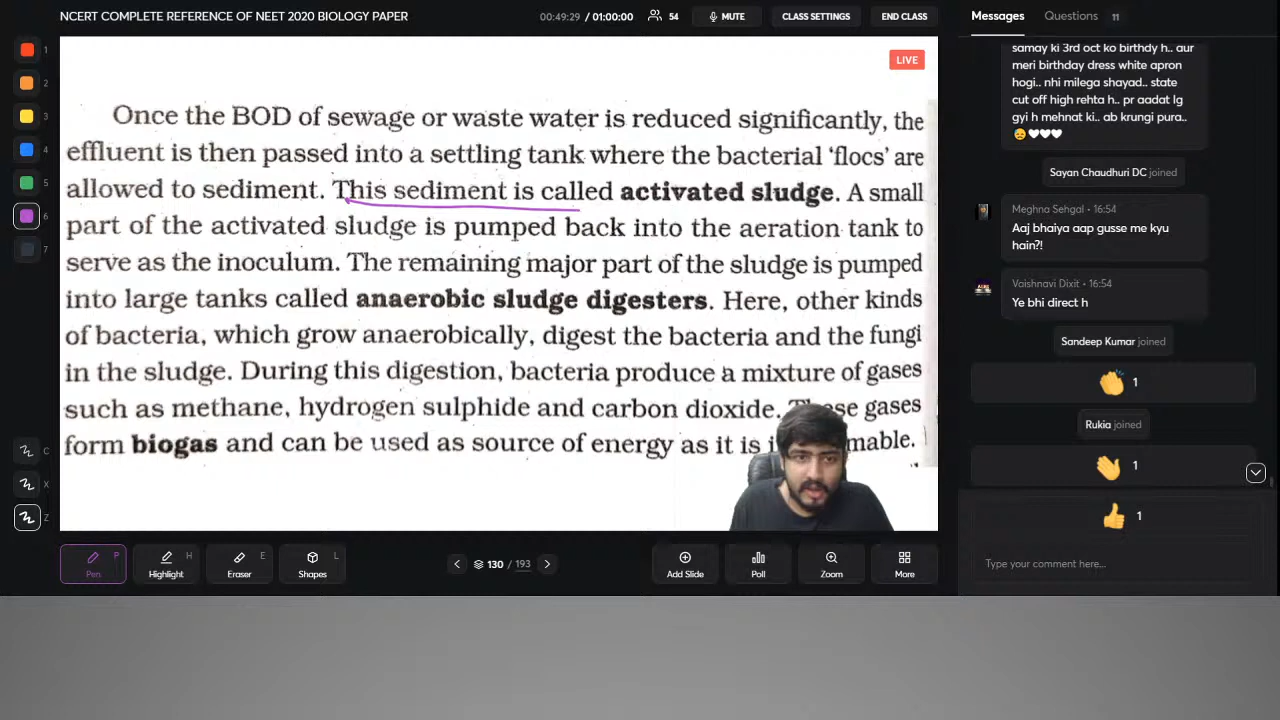 NCERT COMPLETE REFERENCE OF NEET 2020 BIOLOGY PAPER
00:49:29 / 01:00:00
54
MUTE
CLASS SETTINGS
END CLASS
Messages
Questions 11
LIVE
1
2
3
4
5
6
7
C
X
Z
Once the BOD of sewage or waste water is reduced significantly, the
effluent is then passed into a settling tank where the bacterial ‘flocs’ are
allowed to sediment. This sediment is called activated sludge. A small
part of the activated sludge is pumped back into the aeration tank to
serve as the inoculum. The remaining major part of the sludge is pumped
into large tanks called anaerobic sludge digesters. Here, other kinds
of bacteria, which grow anaerobically, digest the bacteria and the fungi
in the sludge. During this digestion, bacteria produce a mixture of gases
such as methane, hydrogen sulphide and carbon dioxide. gases
form biogas and can be used as source of energy as it is
samay ki 3rd oct ko birthdy h.. aur
meri birthday dress white apron
hogi.. nhi milega shayad.. state
cut off high rehta h.. pr aadat lg
gyi h mehnat ki.. ab krungi pura..
😔❤❤❤
Sayan Chaudhuri DC joined
Meghna Sehgal • 16:54
Aaj bhaiya aap gusse me kyu
hain?!
Vaishnavi Dixit • 16:54
Ye bhi direct h
Sandeep Kumar joined
👏 1
Rukia joined
👋 1
👍 1
Type your comment here...
Pen P
Highlight H
Eraser E
Shapes L
130 / 193
Add Slide
Poll
Zoom
More